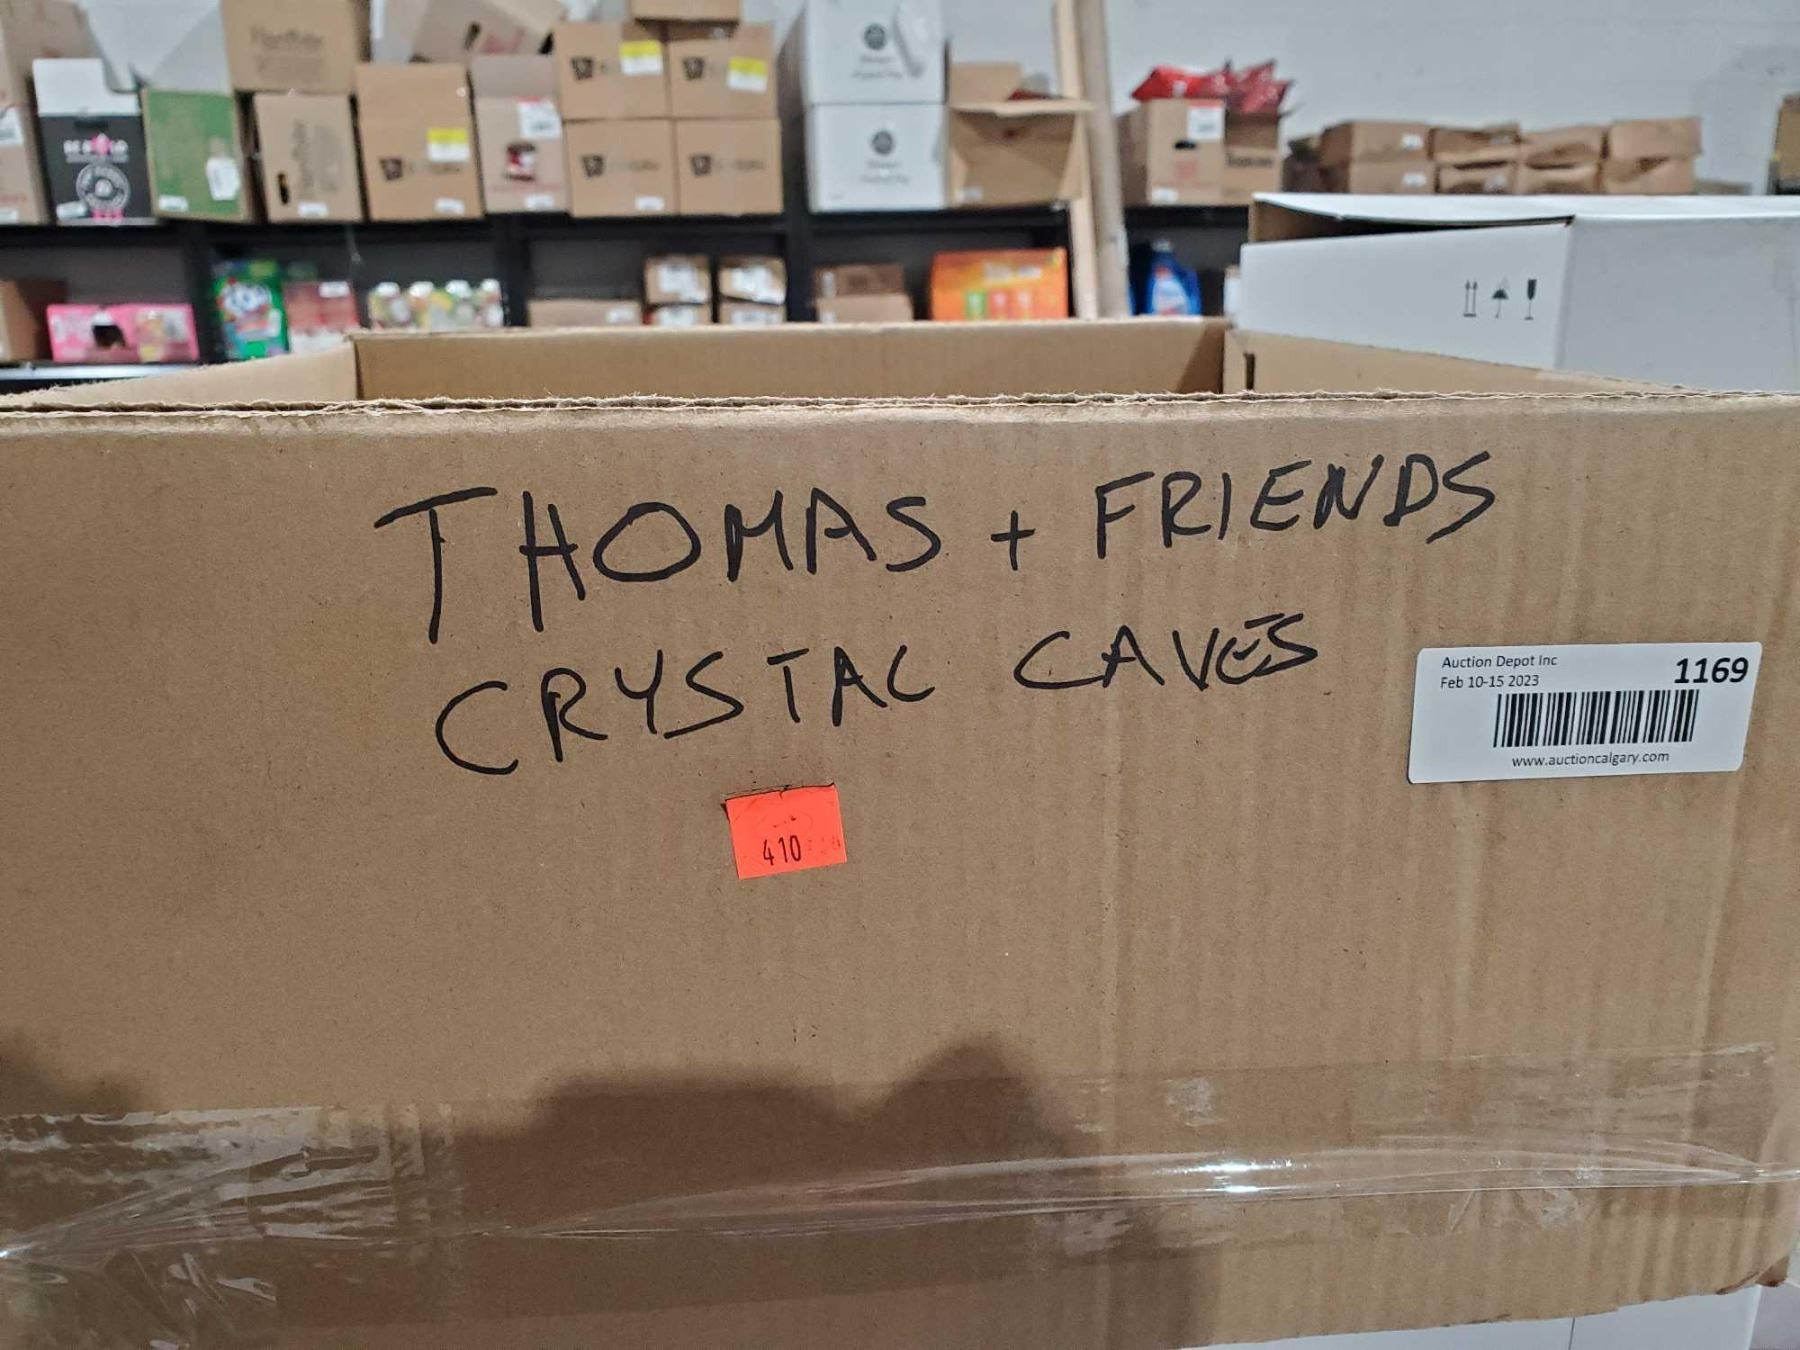 THOMAS + FRIENDS
CRYSTAL CAVES
Auction Depot Inc
1169
Feb 10-15 2023
www.auctioncalgary.com
410